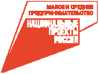 МАЛОЕ И СРЕДНЕЕ
ПРЕДПРИНИМАТЕЛЬСТВО
НАЦИОНАЛЬНЫЕ
ПРОЕКТЫ
РОССИИ